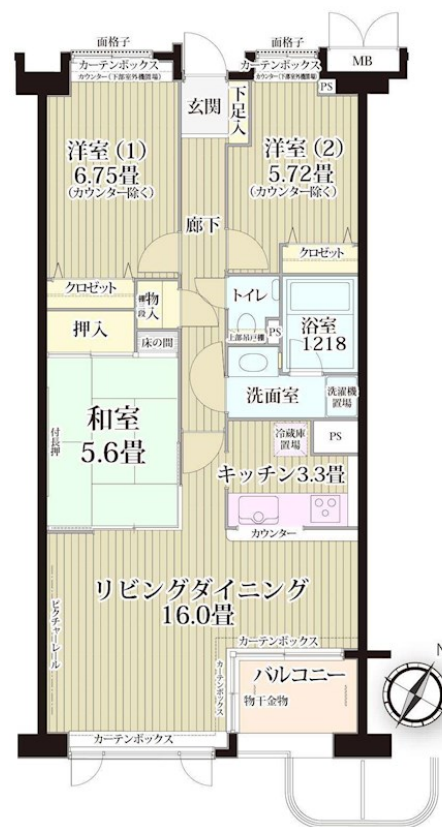 面格子
カーテンボックス
カウンター(下部室外機置場)
面格子
カーテンボックス
カウンター(下部室外機置場)
MB
PS
玄関
下足入
洋室(1)
6.75畳
(カウンター除く)
洋室(2)
5.72畳
(カウンター除く)
廊下
クロゼット
クロゼット
物入
棚三段
トイレ
上部吊戸棚
PS
浴室
1218
押入
床の間
洗面室
洗濯機
置場
和室
5.6畳
付長押
冷蔵庫
置場
PS
キッチン3.3畳
カウンター
リビングダイニング
16.0畳
ピクチャーレール
カーテンボックス
カーテンボックス
バルコニー
物干金物
カーテンボックス
N